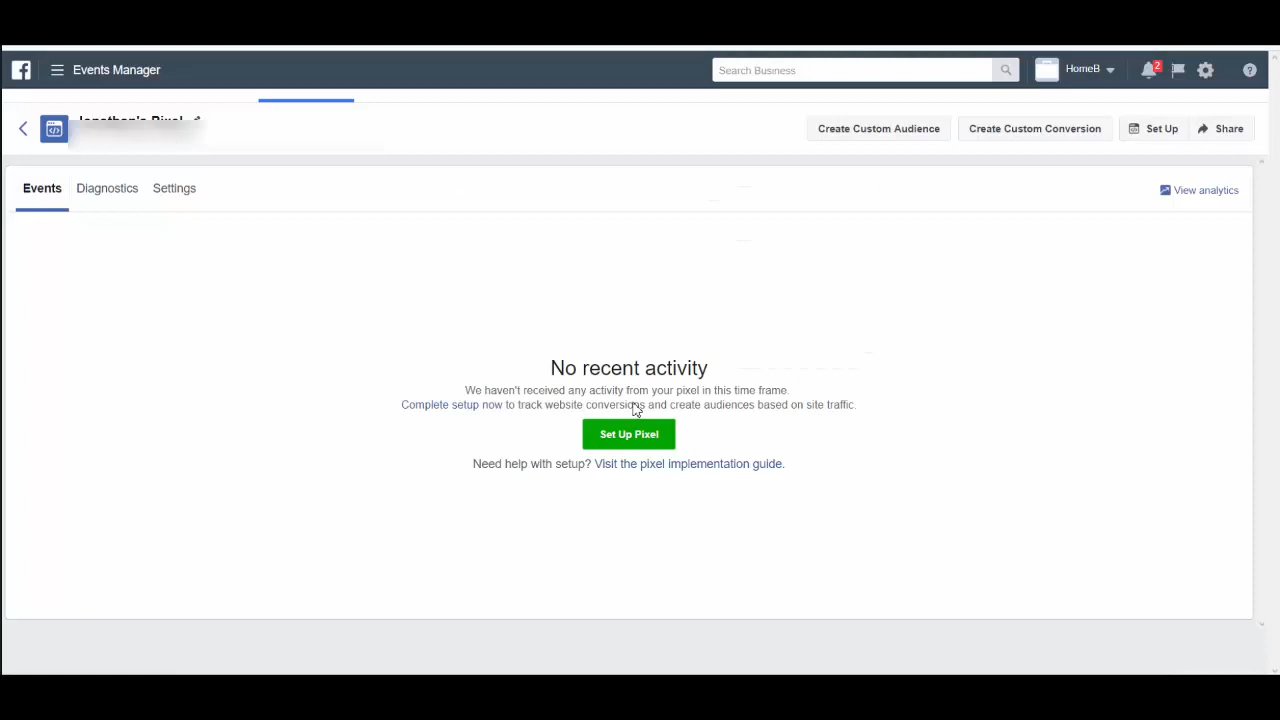 Events Manager
Search Business
HomeB
2
Jonathan's Pixel
Create Custom Audience
Create Custom Conversion
Set Up
Share
Events
Diagnostics
Settings
View analytics
No recent activity
We haven't received any activity from your pixel in this time frame.
Complete setup now to track website conversions and create audiences based on site traffic.
Set Up Pixel
Need help with setup? Visit the pixel implementation guide.